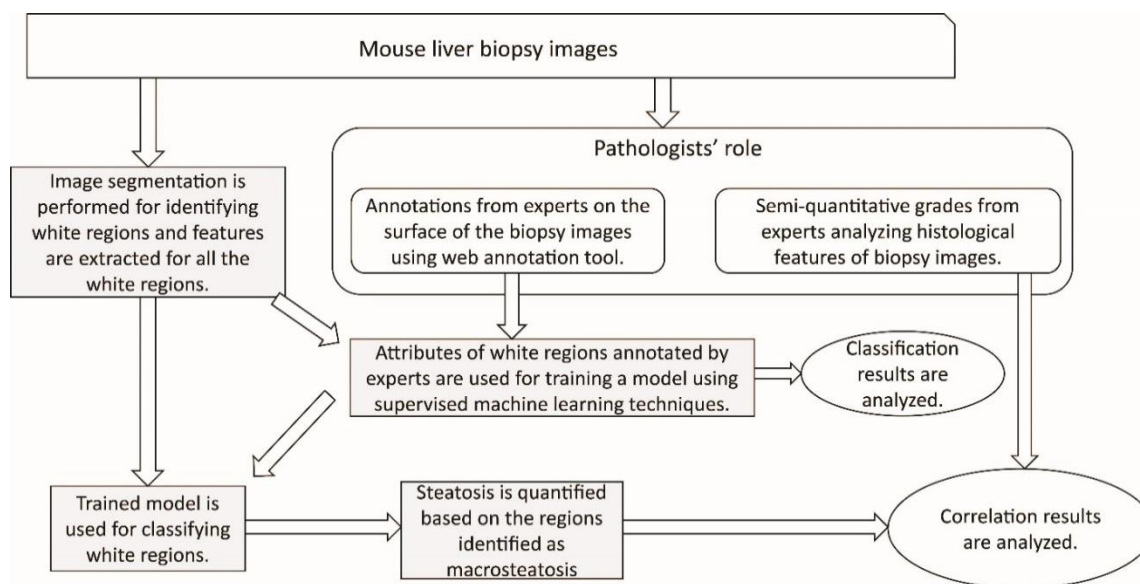 Mouse liver biopsy images
Pathologists’ role
Image segmentation is
performed for identifying
white regions and features
are extracted for all the
white regions.
Annotations from experts on the
surface of the biopsy images
using web annotation tool.
Semi-quantitative grades from
experts analyzing histological
features of biopsy images.
Attributes of white regions annotated by
experts are used for training a model using
supervised machine learning techniques.
Classification
results are
analyzed.
Trained model is
used for classifying
white regions.
Steatosis is quantified
based on the regions
identified as
macrosteatosis
Correlation results
are analyzed.